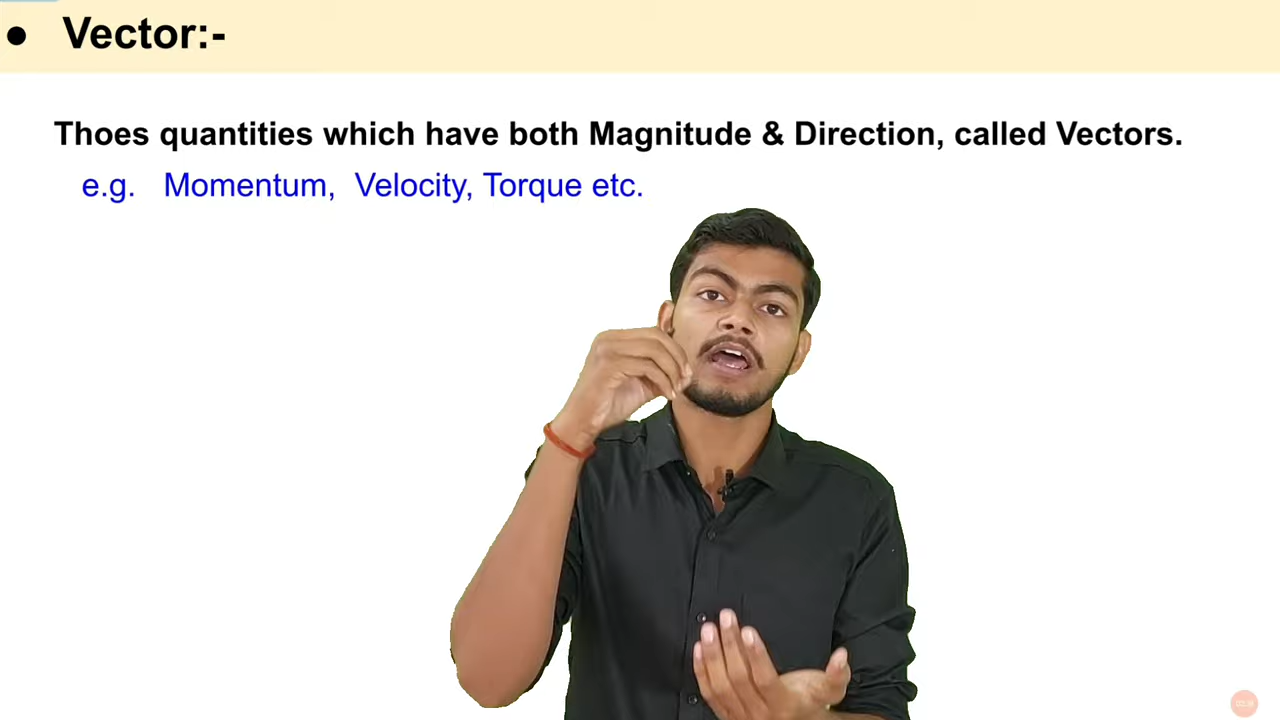 ● Vector:-
Thoes quantities which have both Magnitude & Direction, called Vectors.
e.g. Momentum, Velocity, Torque etc.